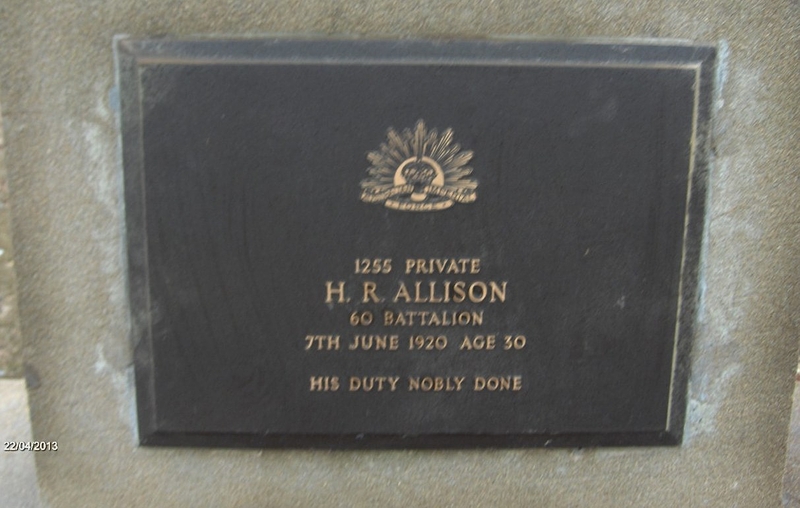 1255 PRIVATE
H. R. ALLISON
60 BATTALION
7TH JUNE 1920 AGE 30
HIS DUTY NOBLY DONE
22/04/2013